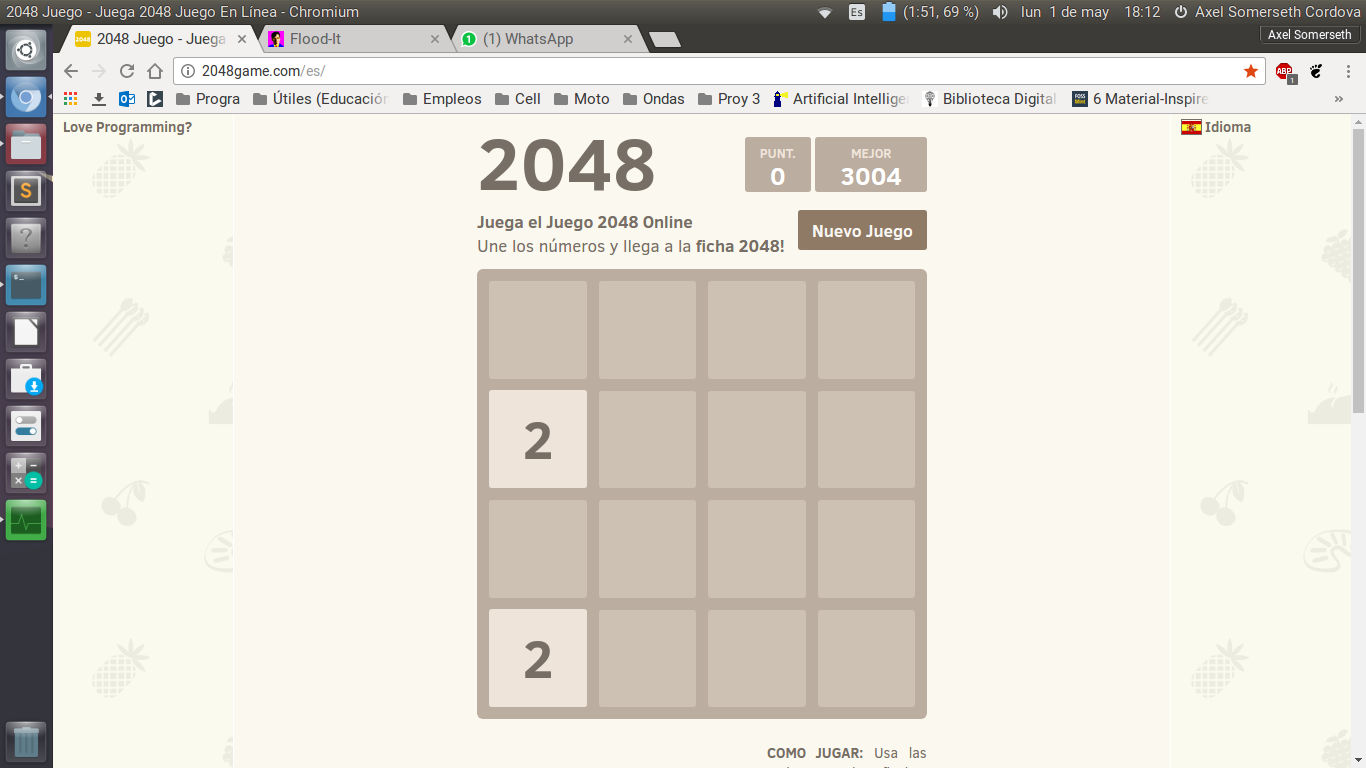 2048 Juego - Juega 2048 Juego En Línea - Chromium
Es
(1:51, 69 %)
lun 1 de may
18:12
Axel Somerseth Cordova
2048 Juego - Juega
Flood-It
(1) WhatsApp
Axel Somerseth
2048game.com/es/
ABP
1
Progra
Útiles (Educación
Empleos
Cell
Moto
Ondas
Proy 3
Artificial Intellige
Biblioteca Digital
6 Material-Inspire
»
Love Programming?
Idioma
2048
PUNT.
0
MEJOR
3004
Juega el Juego 2048 Online
Une los números y llega a la ficha 2048!
Nuevo Juego
2
2
COMO JUGAR: Usa las